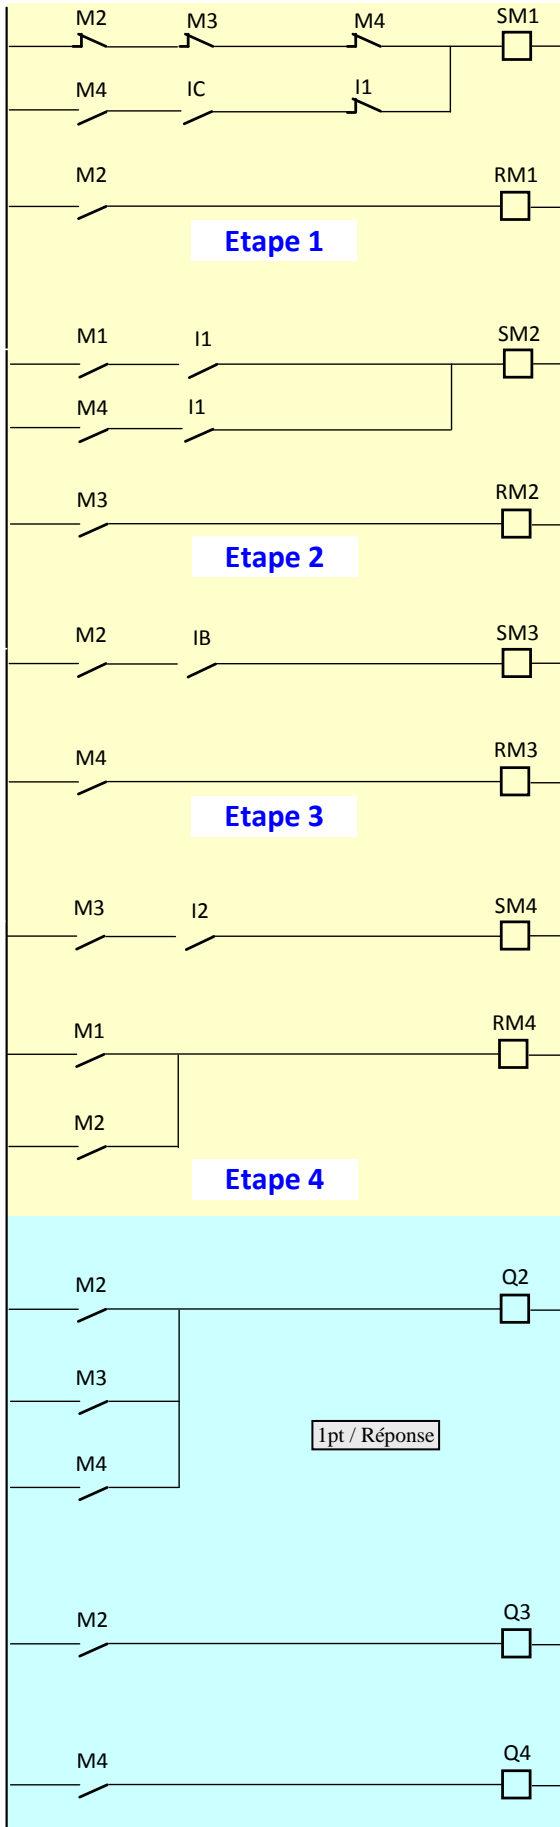 M2 M3 M4 SM1
M4 IC I1
M2 RM1
Etape 1
M1 I1 SM2
M4 I1
M3 RM2
Etape 2
M2 IB SM3
M4 RM3
Etape 3
M3 I2 SM4
M1 RM4
M2
Etape 4
M2 Q2
M3
1pt / Réponse
M4
M2 Q3
M4 Q4